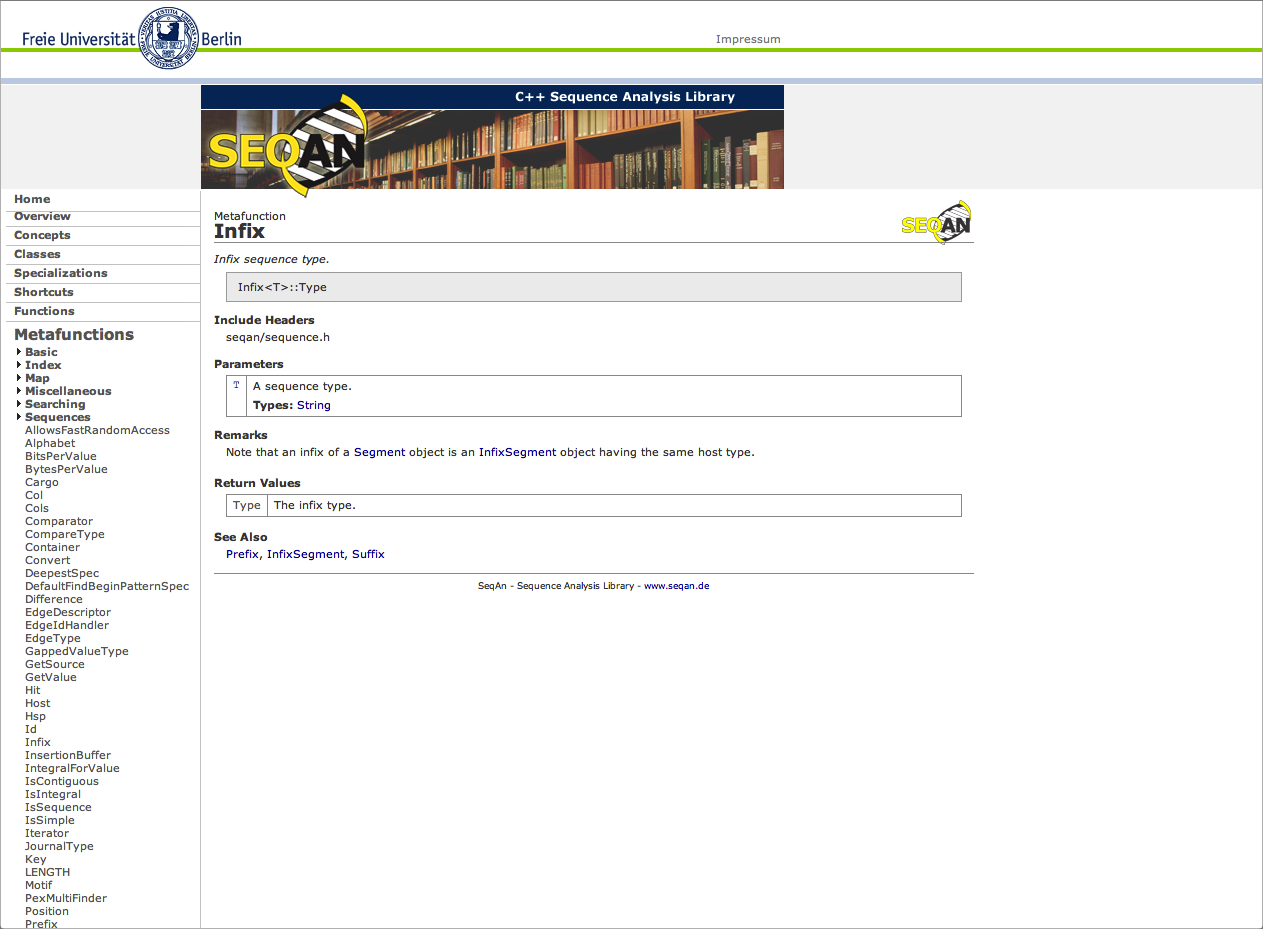 Freie Universität Berlin
Impressum
C++ Sequence Analysis Library
SEQAN
Home
Overview
Concepts
Classes
Specializations
Shortcuts
Functions
Metafunctions
Basic
Index
Map
Miscellaneous
Searching
Sequences
AllowsFastRandomAccess
Alphabet
BitsPerValue
BytesPerValue
Cargo
Col
Cols
Comparator
CompareType
Container
Convert
DeepestSpec
DefaultFindBeginPatternSpec
Difference
EdgeDescriptor
EdgeIdHandler
EdgeType
GappedValueType
GetSource
GetValue
Hit
Host
Hsp
Id
Infix
InsertionBuffer
IntegralForValue
IsContiguous
IsIntegral
IsSequence
IsSimple
Iterator
JournalType
Key
LENGTH
Motif
PexMultiFinder
Position
Prefix
Metafunction
Infix
SEQAN
Infix sequence type.
Infix<T>::Type
Include Headers
seqan/sequence.h
Parameters
T A sequence type.
Types: String
Remarks
Note that an infix of a Segment object is an InfixSegment object having the same host type.
Return Values
Type The infix type.
See Also
Prefix, InfixSegment, Suffix
SeqAn - Sequence Analysis Library - www.seqan.de